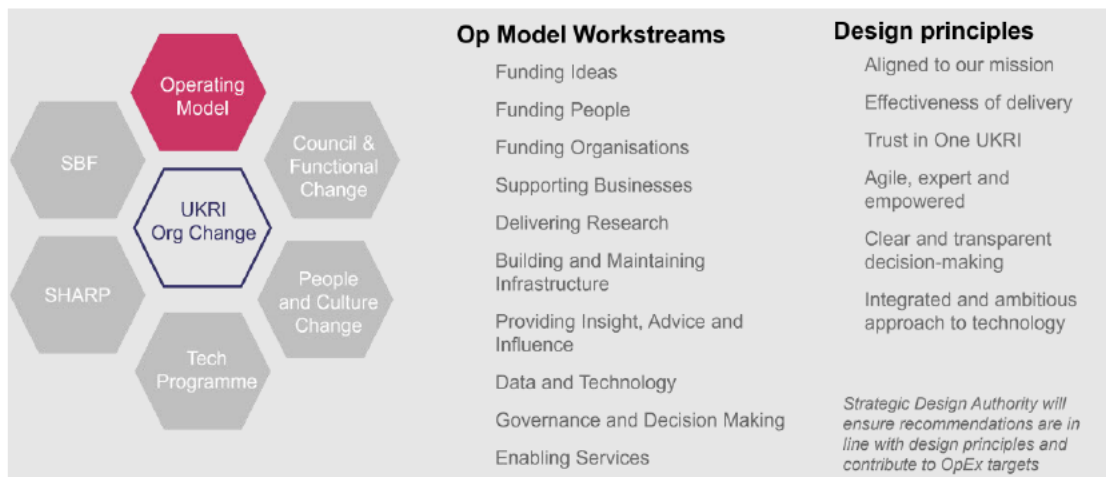 Operating
Model
SBF
Council &
Functional
Change
UKRI
Org Change
SHARP
People
and Culture
Change
Tech
Programme
Op Model Workstreams
Funding Ideas
Funding People
Funding Organisations
Supporting Businesses
Delivering Research
Building and Maintaining
Infrastructure
Providing Insight, Advice and
Influence
Data and Technology
Governance and Decision Making
Enabling Services
Design principles
Aligned to our mission
Effectiveness of delivery
Trust in One UKRI
Agile, expert and
empowered
Clear and transparent
decision-making
Integrated and ambitious
approach to technology
Strategic Design Authority will
ensure recommendations are in
line with design principles and
contribute to OpEx targets